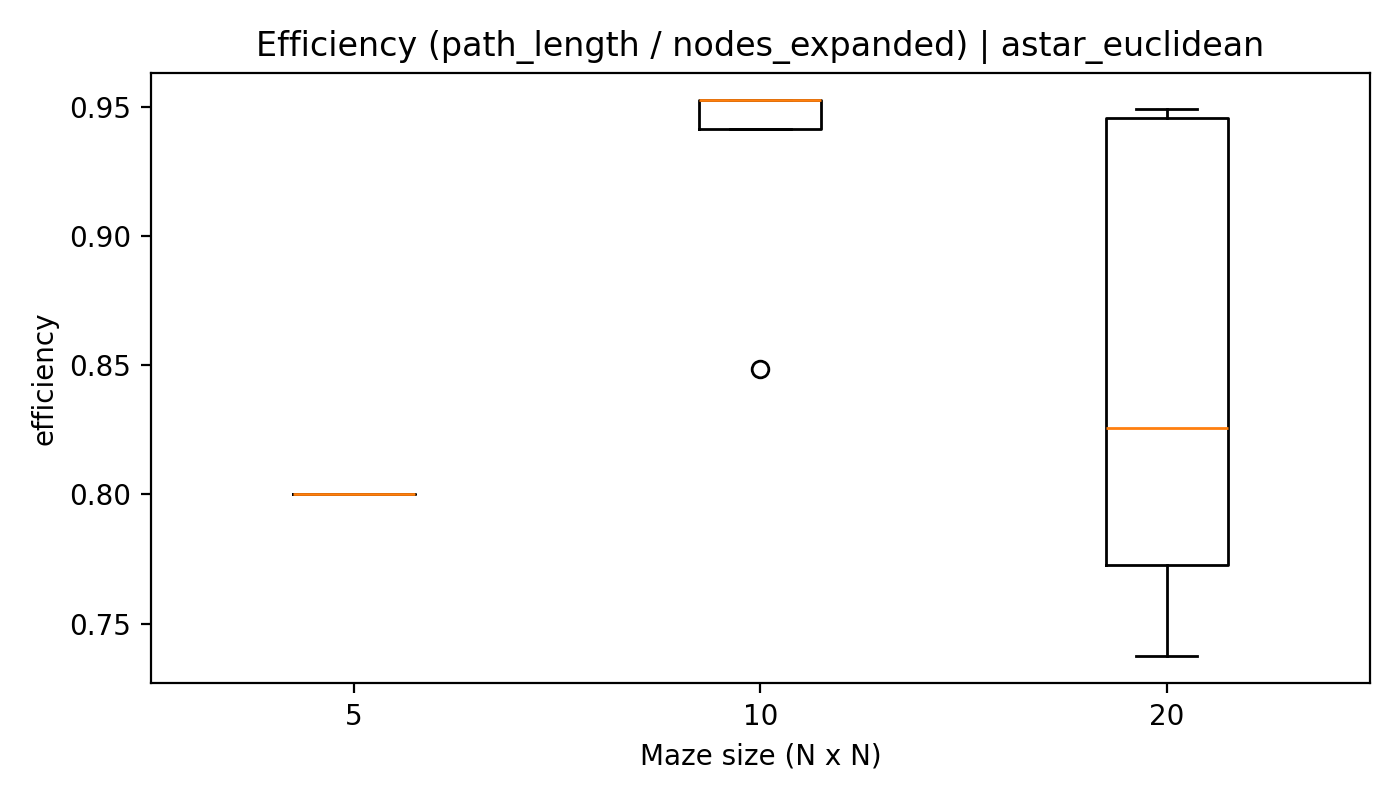 Efficiency (path_length / nodes_expanded) | astar_euclidean
efficiency
0.95
0.90
0.85
0.80
0.75
5 10 20
Maze size (N x N)